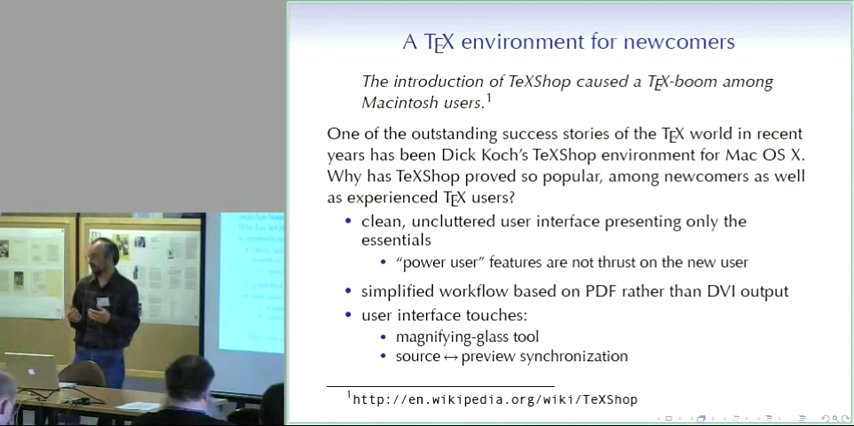 A TEX environment for newcomers
The introduction of TeXShop caused a TEX-boom among
Macintosh users.1
One of the outstanding success stories of the TEX world in recent
years has been Dick Koch's TeXShop environment for Mac OS X.
Why has TeXShop proved so popular, among newcomers as well
as experienced TEX users?
• clean, uncluttered user interface presenting only the
essentials
• “power user” features are not thrust on the new user
• simplified workflow based on PDF rather than DVI output
• user interface touches:
• magnifying-glass tool
• source ↔ preview synchronization
1http://en.wikipedia.org/wiki/TeXShop